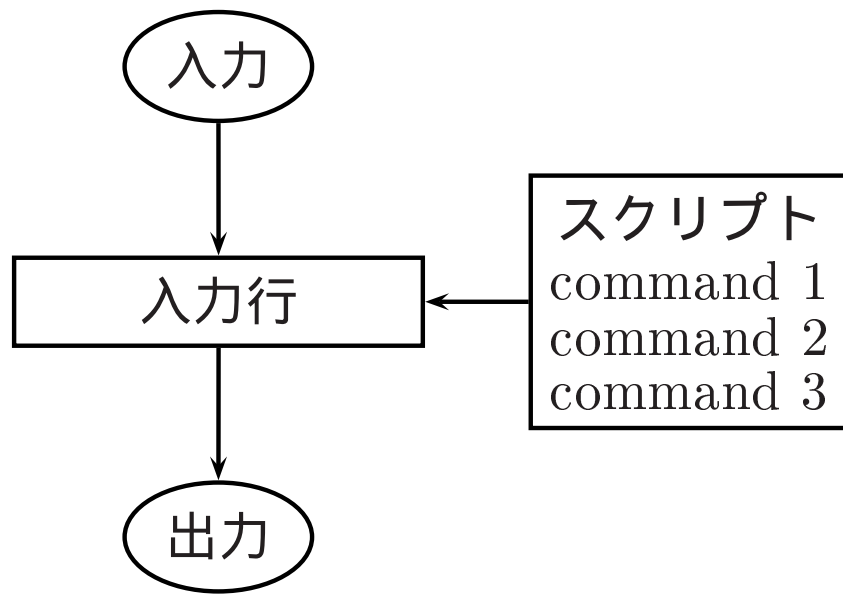 入力
入力行
スクリプト
command 1
command 2
command 3
出力